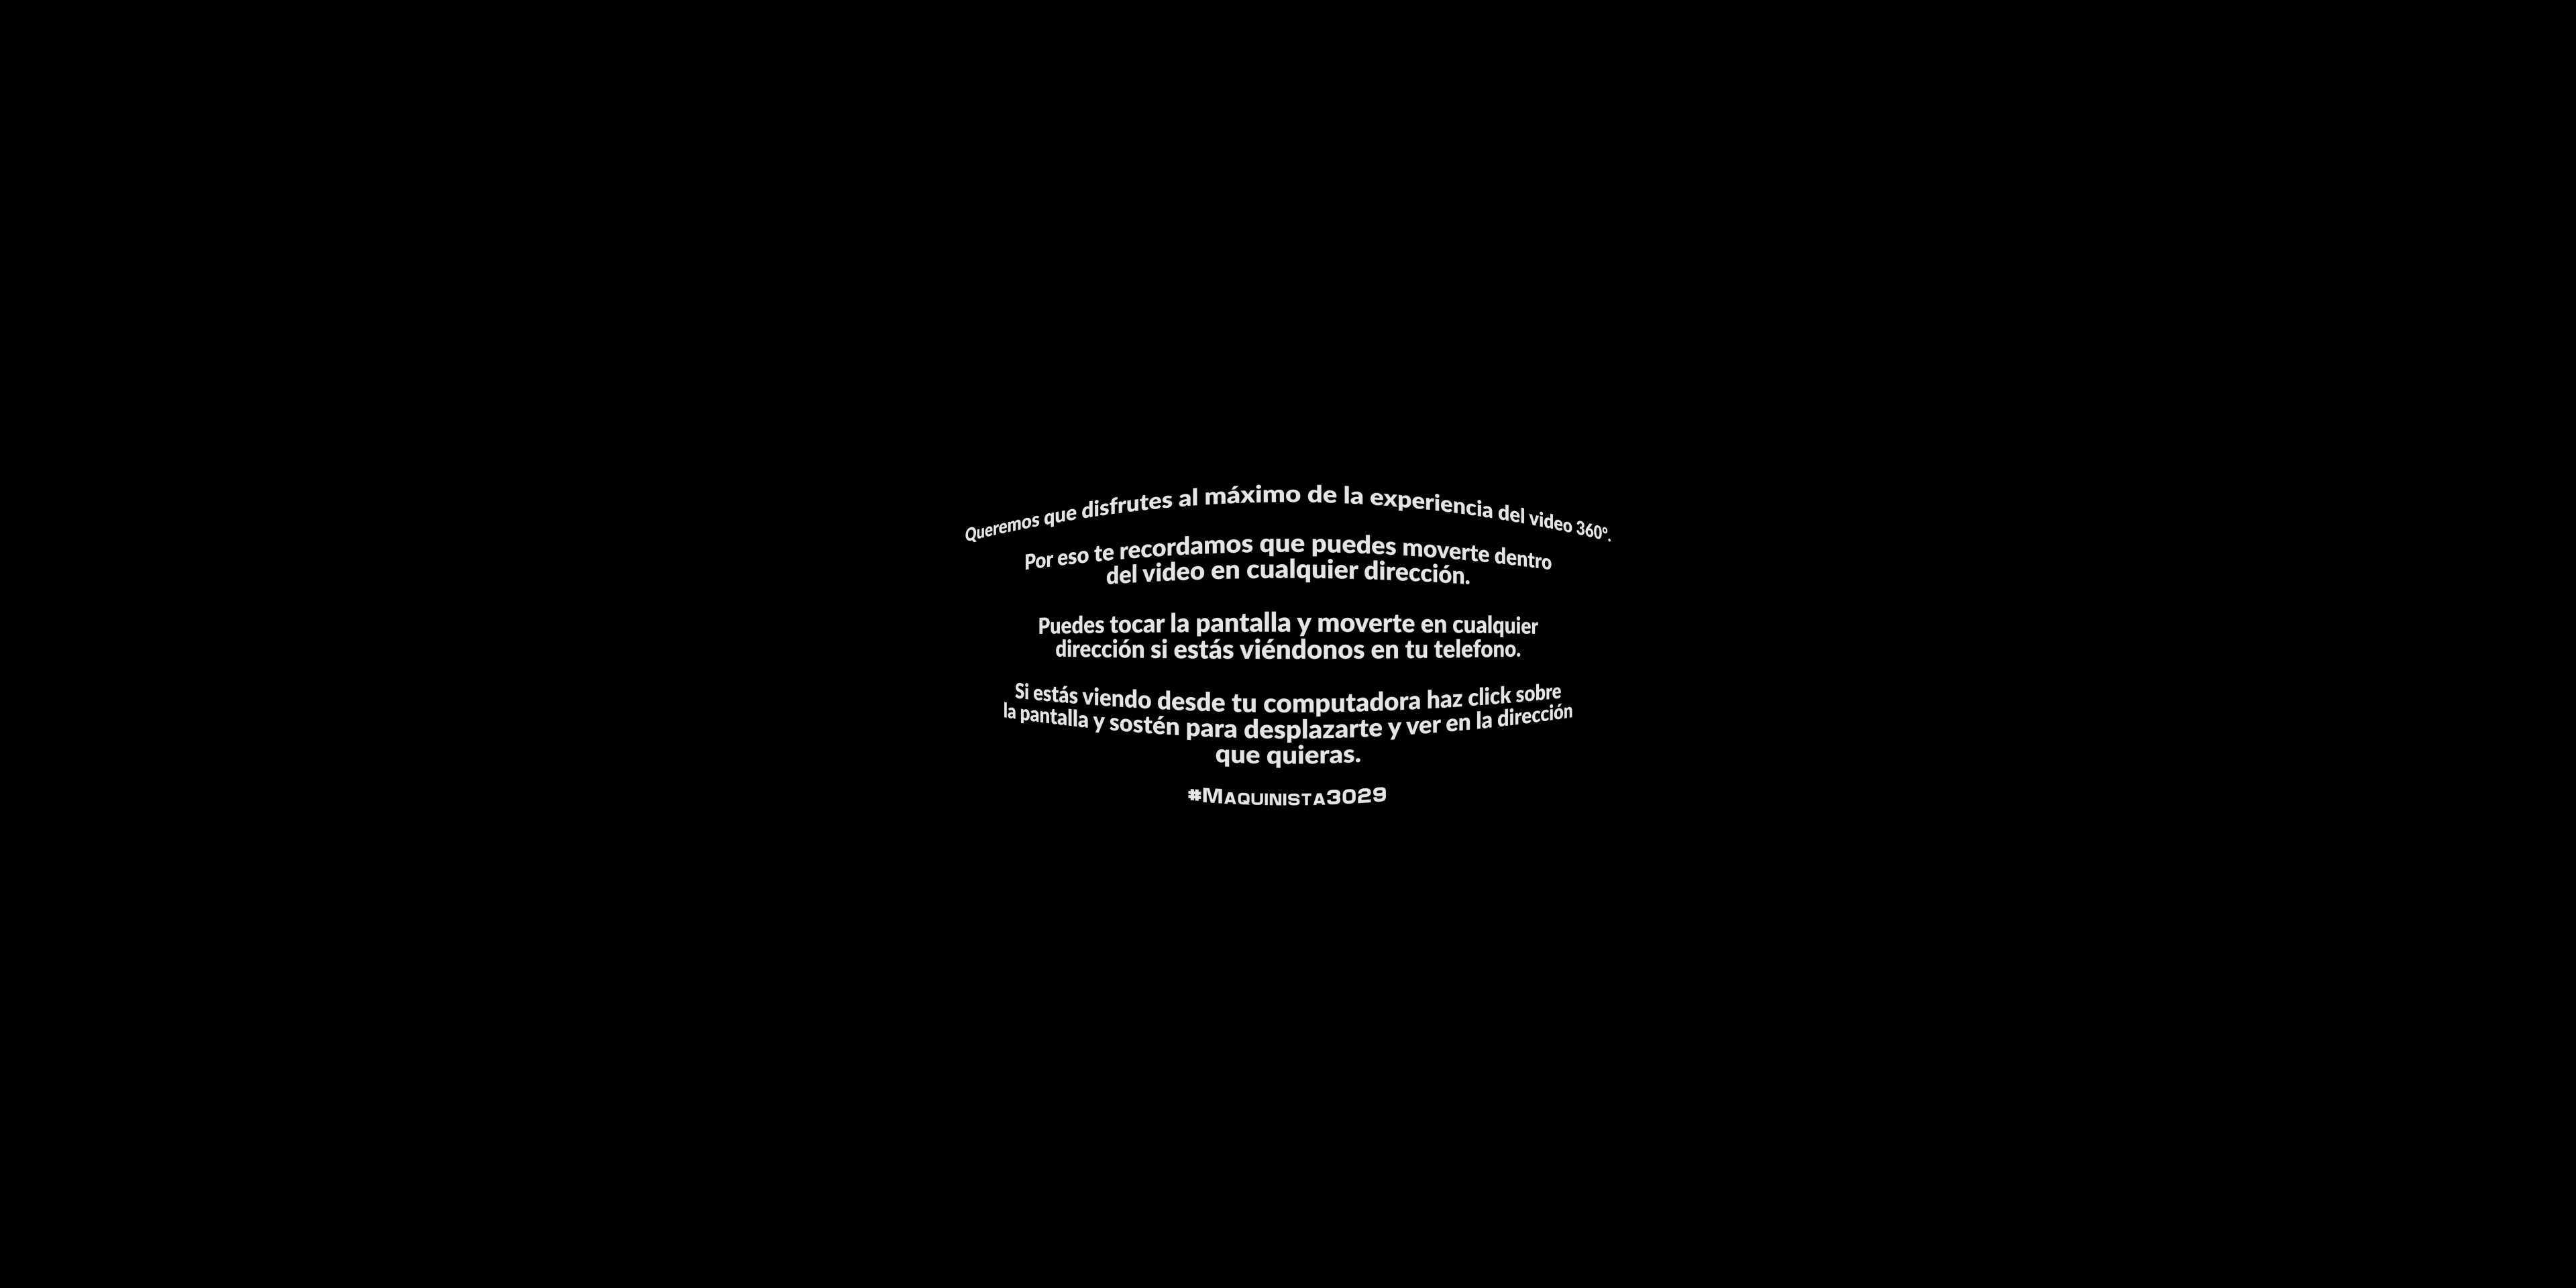 Queremos que disfrutes al máximo de la experiencia del video 360°.
Por eso te recordamos que puedes moverte dentro
del video en cualquier dirección.
Puedes tocar la pantalla y moverte en cualquier
dirección si estás viéndonos en tu telefono.
Si estás viendo desde tu computadora haz click sobre
la pantalla y sostén para desplazarte y ver en la dirección
que quieras.
#MAQUINISTA3029